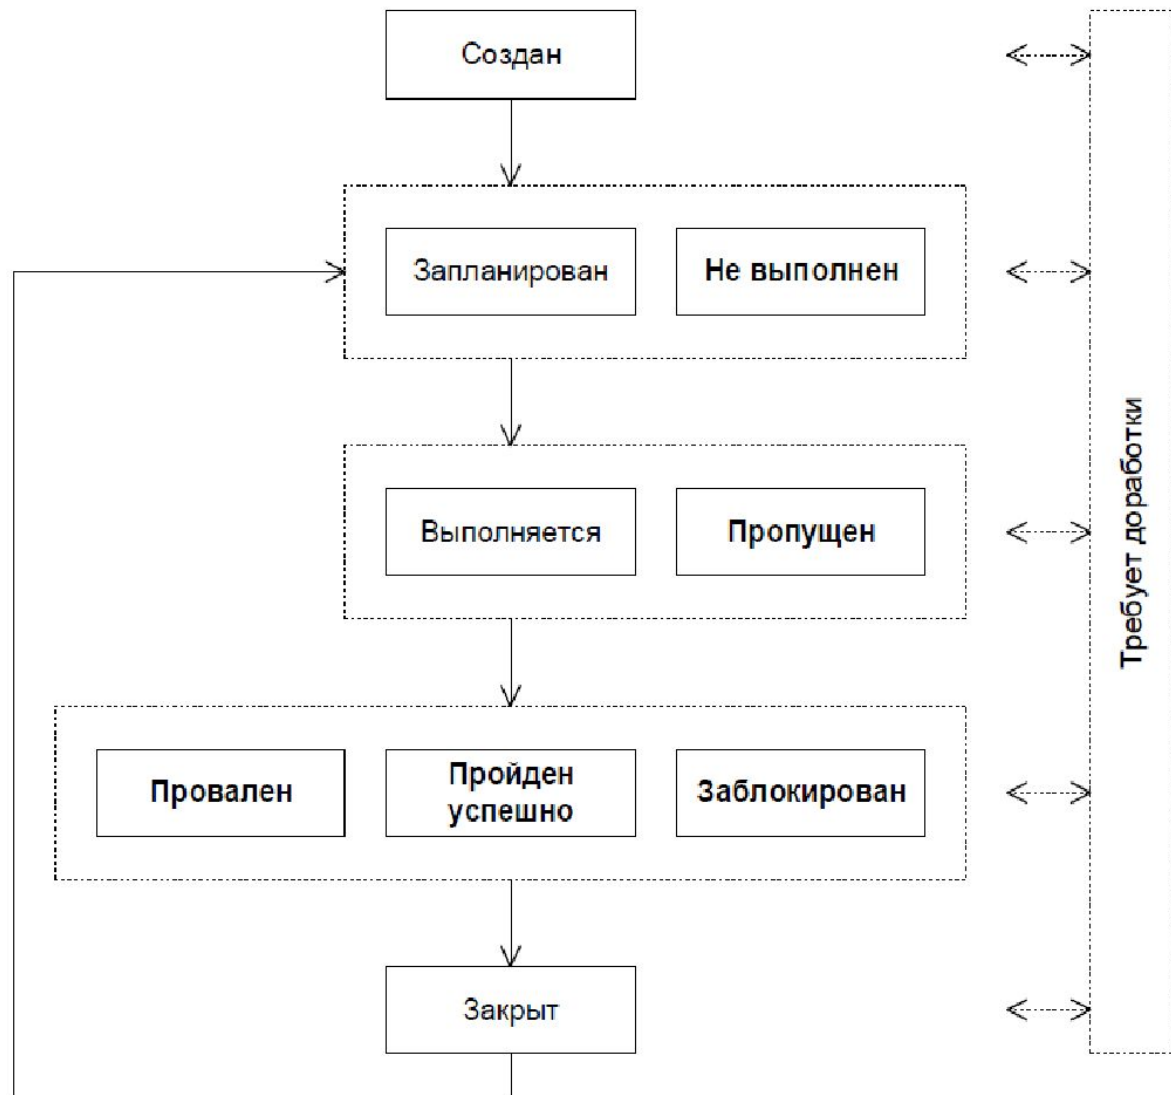 Создан
Запланирован
Не выполнен
Выполняется
Пропущен
Провален
Пройден
успешно
Заблокирован
Закрыт
Требует доработки